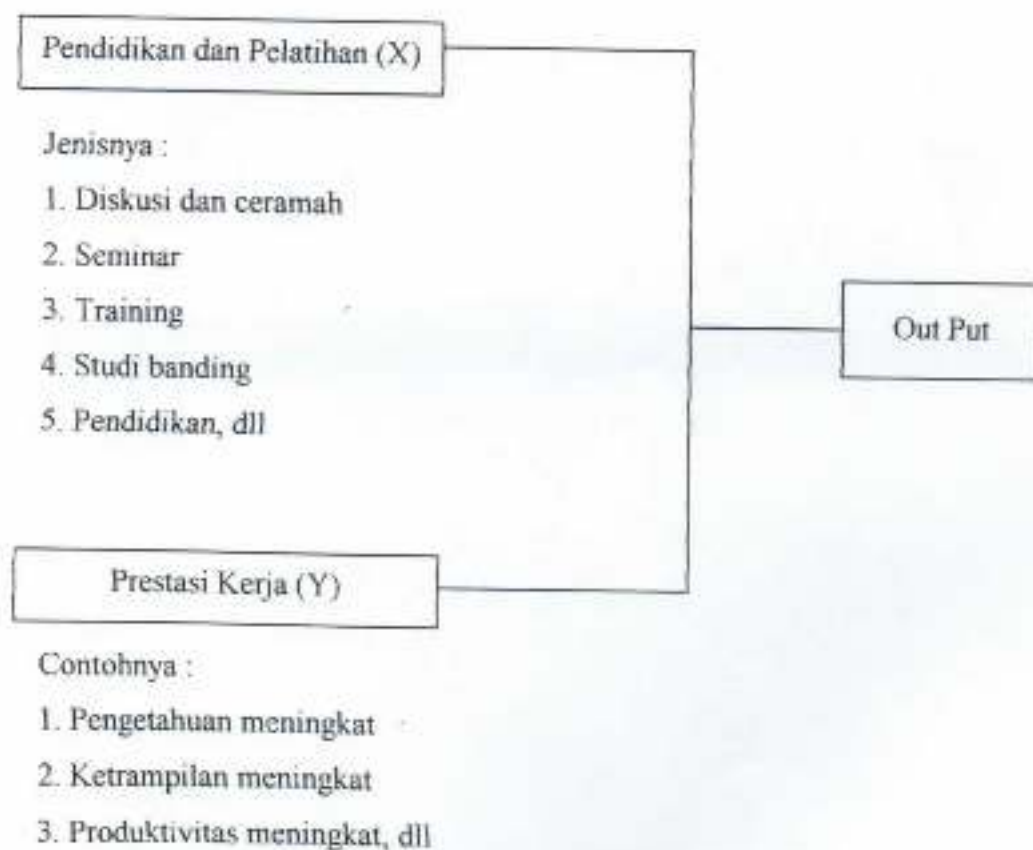 Pendidikan dan Pelatihan (X)
Jenisnya :
1. Diskusi dan ceramah
2. Seminar
3. Training
4. Studi banding
5. Pendidikan, dll
Out Put
Prestasi Kerja (Y)
Contohnya :
1. Pengetahuan meningkat
2. Ketrampilan meningkat
3. Produktivitas meningkat, dll